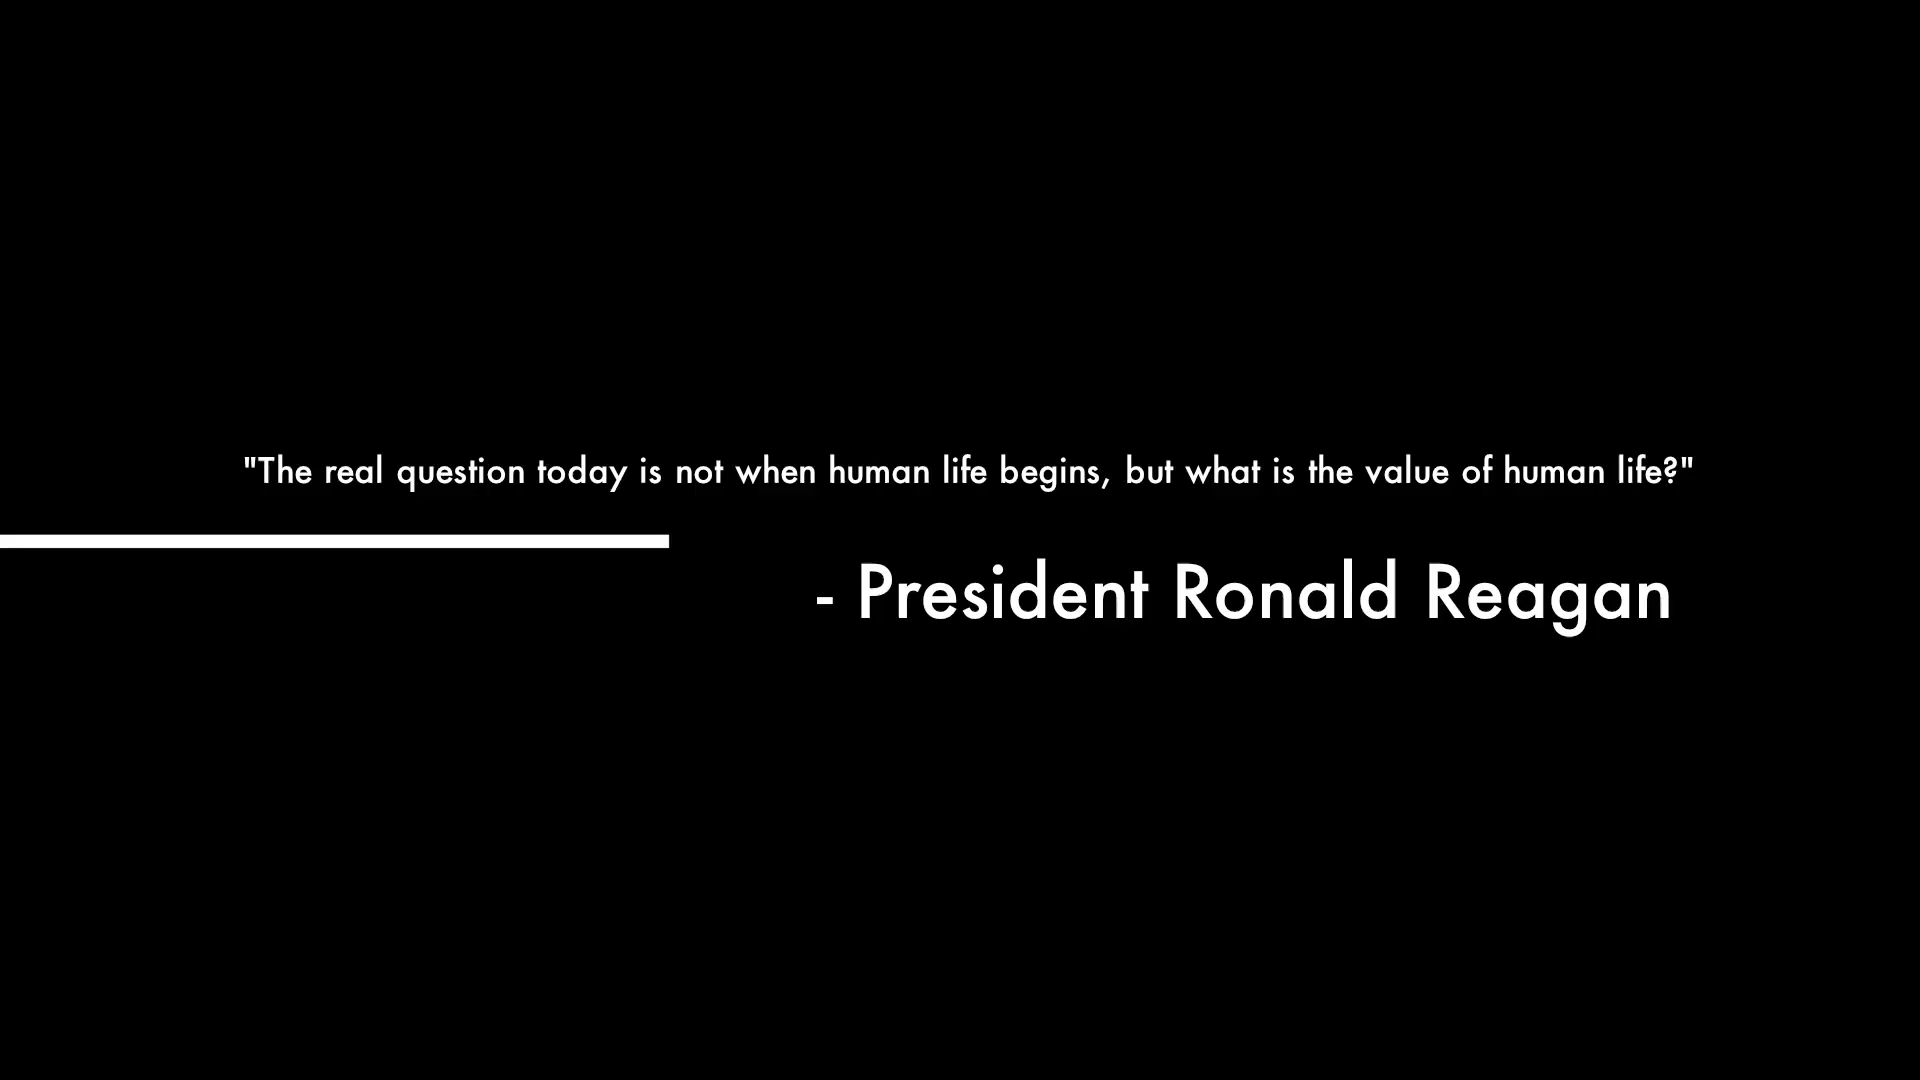 "The real question today is not when human life begins, but what is the value of human life?"
- President Ronald Reagan